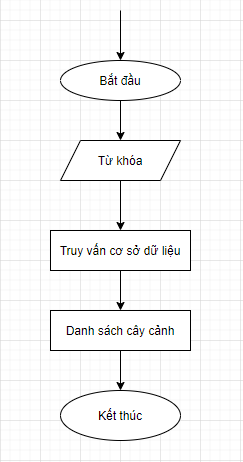 Bắt đầu
Từ khóa
Truy vấn cơ sở dữ liệu
Danh sách cây cảnh
Kết thúc